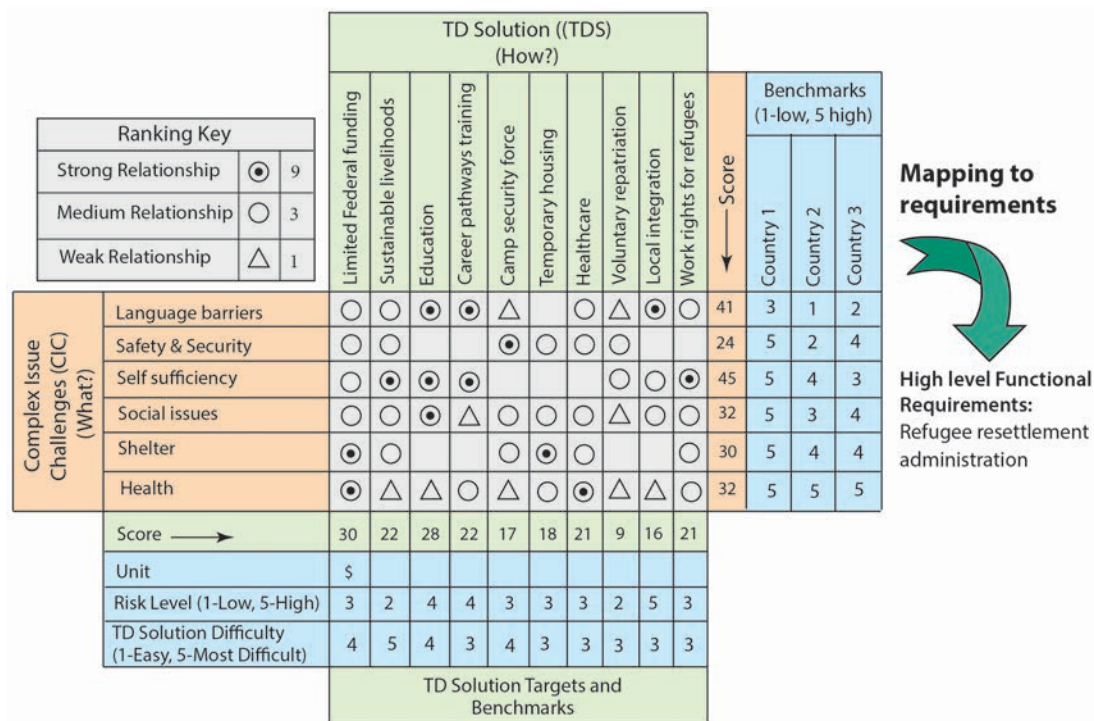 TD Solution ((TDS)
(How?)
Limited Federal funding
Sustainable livelihoods
Education
Career pathways training
Camp security force
Temporary housing
Healthcare
Voluntary repatriation
Local integration
Work rights for refugees
Score
Benchmarks
(1-low, 5 high)
Country 1
Country 2
Country 3
Ranking Key
Strong Relationship 9
Medium Relationship 3
Weak Relationship 1
Mapping to
requirements
High level Functional
Requirements:
Refugee resettlement
administration
Complex Issue
Challenges (CIC)
(What?)
Language barriers 41 3 1 2
Safety & Security 24 5 2 4
Self sufficiency 45 5 4 3
Social issues 32 5 3 4
Shelter 30 5 4 4
Health 32 5 5 5
Score 30 22 28 22 17 18 21 9 16 21
Unit $
Risk Level (1-Low, 5-High) 3 2 4 4 3 3 3 2 5 3
TD Solution Difficulty
(1-Easy, 5-Most Difficult) 4 5 4 3 4 3 3 3 3 3
TD Solution Targets and
Benchmarks